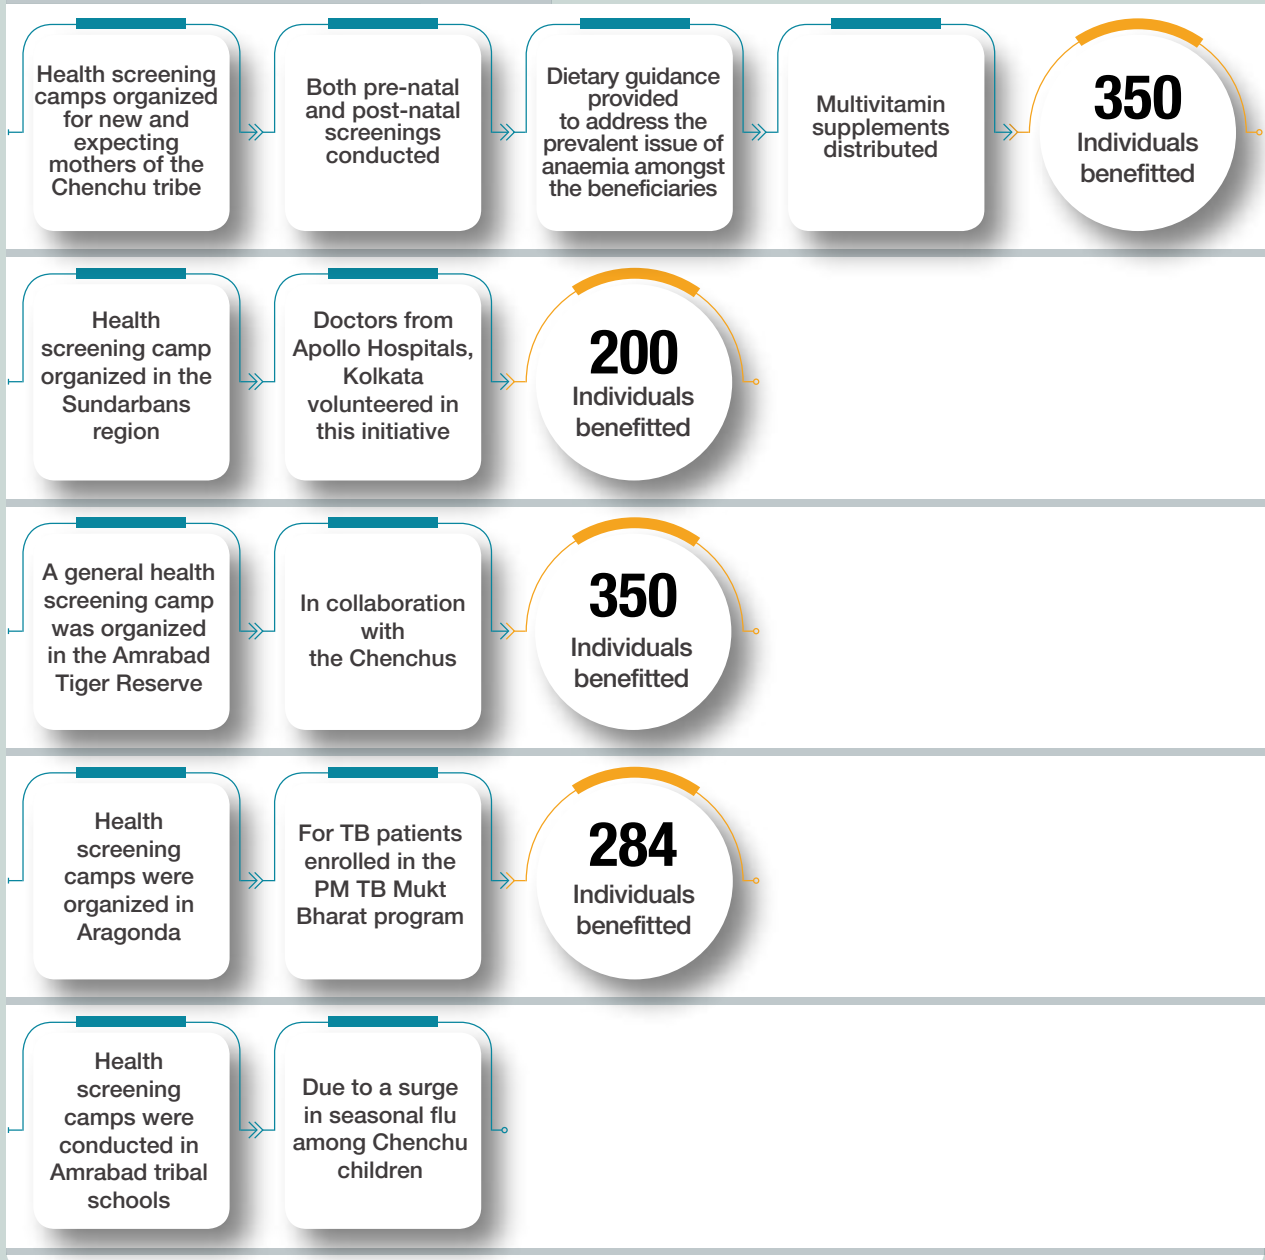 Health screening
camps organized
for new and
expecting
mothers of the
Chenchu tribe
Both pre-natal
and post-natal
screenings
conducted
Dietary guidance
provided
to address the
prevalent issue of
anaemia amongst
the beneficiaries
Multivitamin
supplements
distributed
350
Individuals
benefitted
Health
screening camp
organized in the
Sundarbans
region
Doctors from
Apollo Hospitals,
Kolkata
volunteered in
this initiative
200
Individuals
benefitted
A general health
screening camp
was organized
in the Amrabad
Tiger Reserve
In collaboration
with
the Chenchus
350
Individuals
benefitted
Health
screening
camps were
organized in
Aragonda
For TB patients
enrolled in the
PM TB Mukt
Bharat program
284
Individuals
benefitted
Health
screening
camps were
conducted in
Amrabad tribal
schools
Due to a surge
in seasonal flu
among Chenchu
children